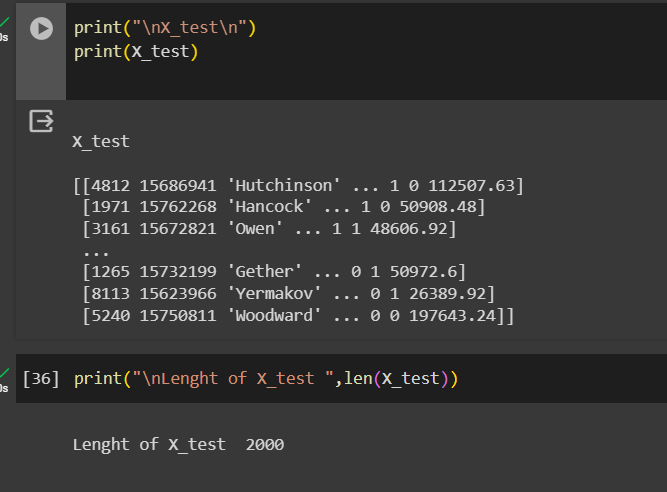 print("\nX_test\n")
print(X_test)
0s
X_test
[[4812 15686941 'Hutchinson' ... 1 0 112507.63]
[1971 15762268 'Hancock' ... 1 0 50908.48]
[3161 15672821 'Owen' ... 1 1 48606.92]
...
[1265 15732199 'Gether' ... 0 1 50972.6]
[8113 15623966 'Yermakov' ... 0 1 26389.92]
[5240 15750811 'Woodward' ... 0 0 197643.24]]
[36] print("\nLenght of X_test ",len(X_test))
0s
Lenght of X_test  2000